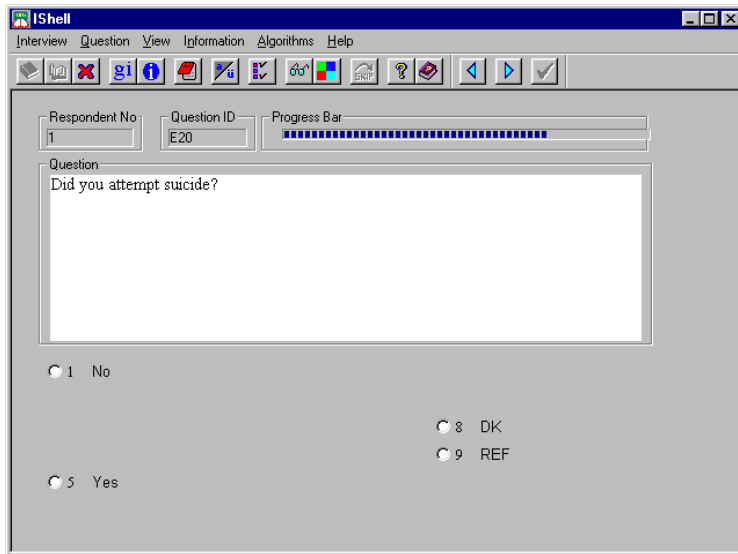 IShell
Interview Question View Information Algorithms Help
gi i a/ü SKIP ?
Respondent No Question ID Progress Bar
1 E20
Question
Did you attempt suicide?
1 No
8 DK
9 REF
5 Yes